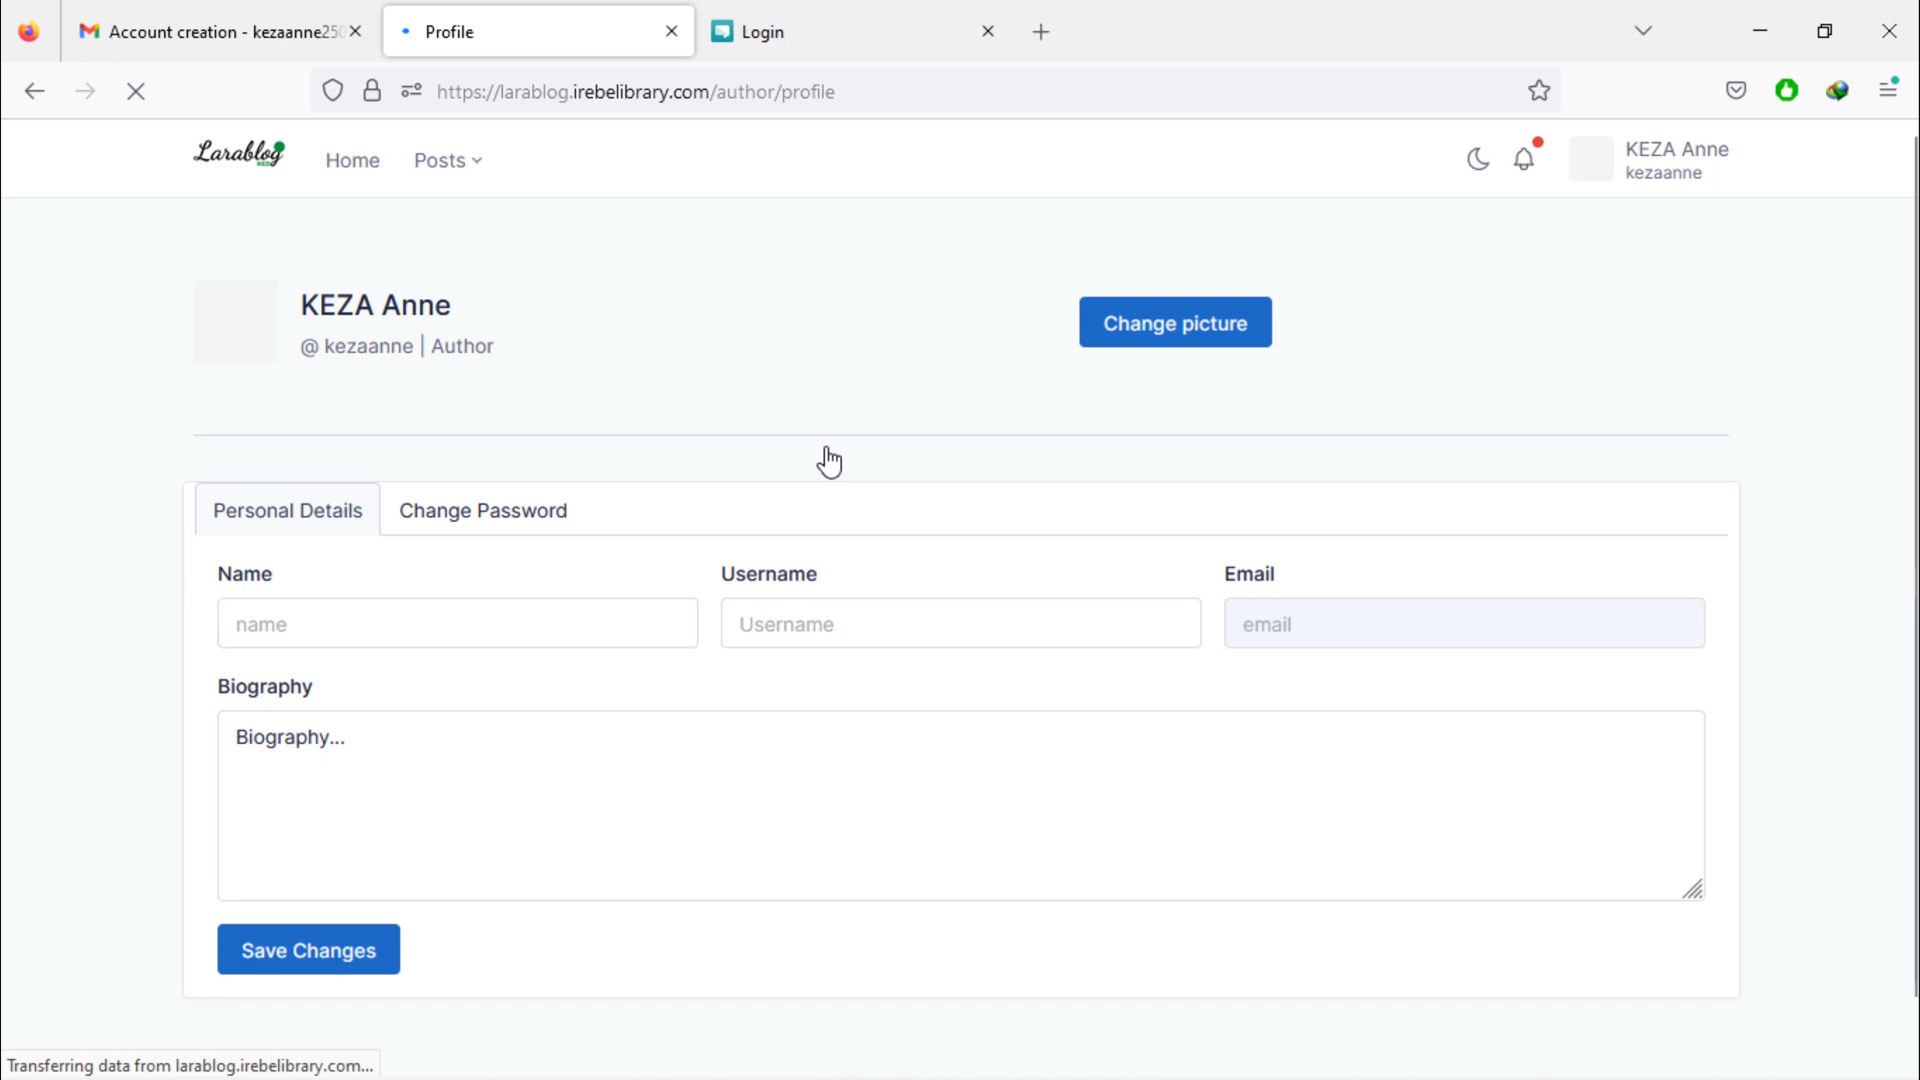 Account creation - kezaanne250
Profile
Login
https://larablog.irebelibrary.com/author/profile
Larablog
Home
Posts
KEZA Anne
kezaanne
KEZA Anne
@ kezaanne | Author
Change picture
Personal Details
Change Password
Name
Username
Email
name
Username
email
Biography
Biography...
Save Changes
Transferring data from larablog.irebelibrary.com...